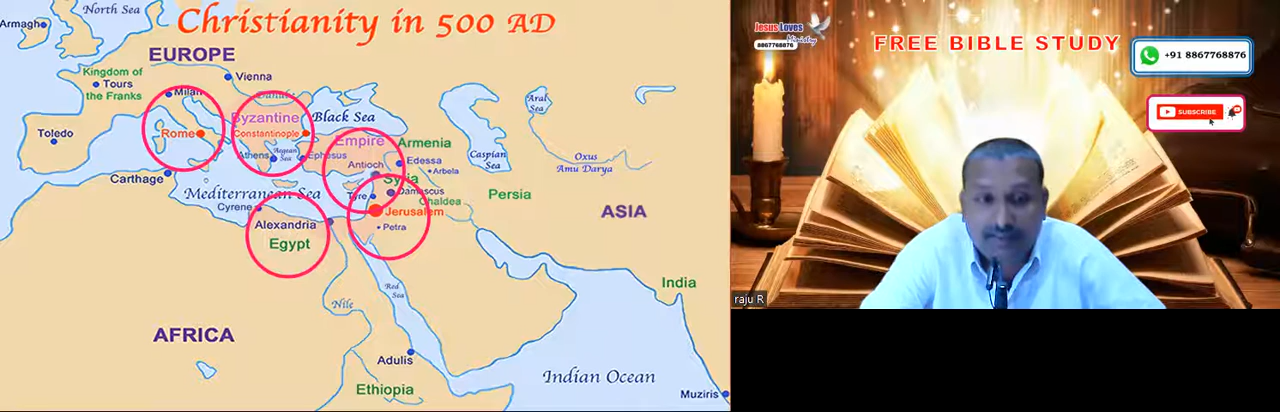 Christianity in 500 AD
North Sea
Armagh
EUROPE
Kingdom of
Tours
the Franks
Vienna
Milan
Danube
Byzantine
Black Sea
Aral
Sea
Toledo
Rome
Constantinople
Empire
Armenia
Athens
Aegean
Sea
Ephesus
Antioch
Edessa
Arbela
Caspian
Sea
Oxus
Amu Darya
Carthage
Syria
Mediterranean Sea
Tyre
Damascus
Chaldea
Persia
Cyrene
Jerusalem
ASIA
Alexandria
Petra
Egypt
Red
Sea
Nile
India
AFRICA
Adulis
Ethiopia
Indian Ocean
Muziris
Jesus Loves
Ministry
8867768876
FREE BIBLE STUDY
+91 8867768876
SUBSCRIBE
raju R